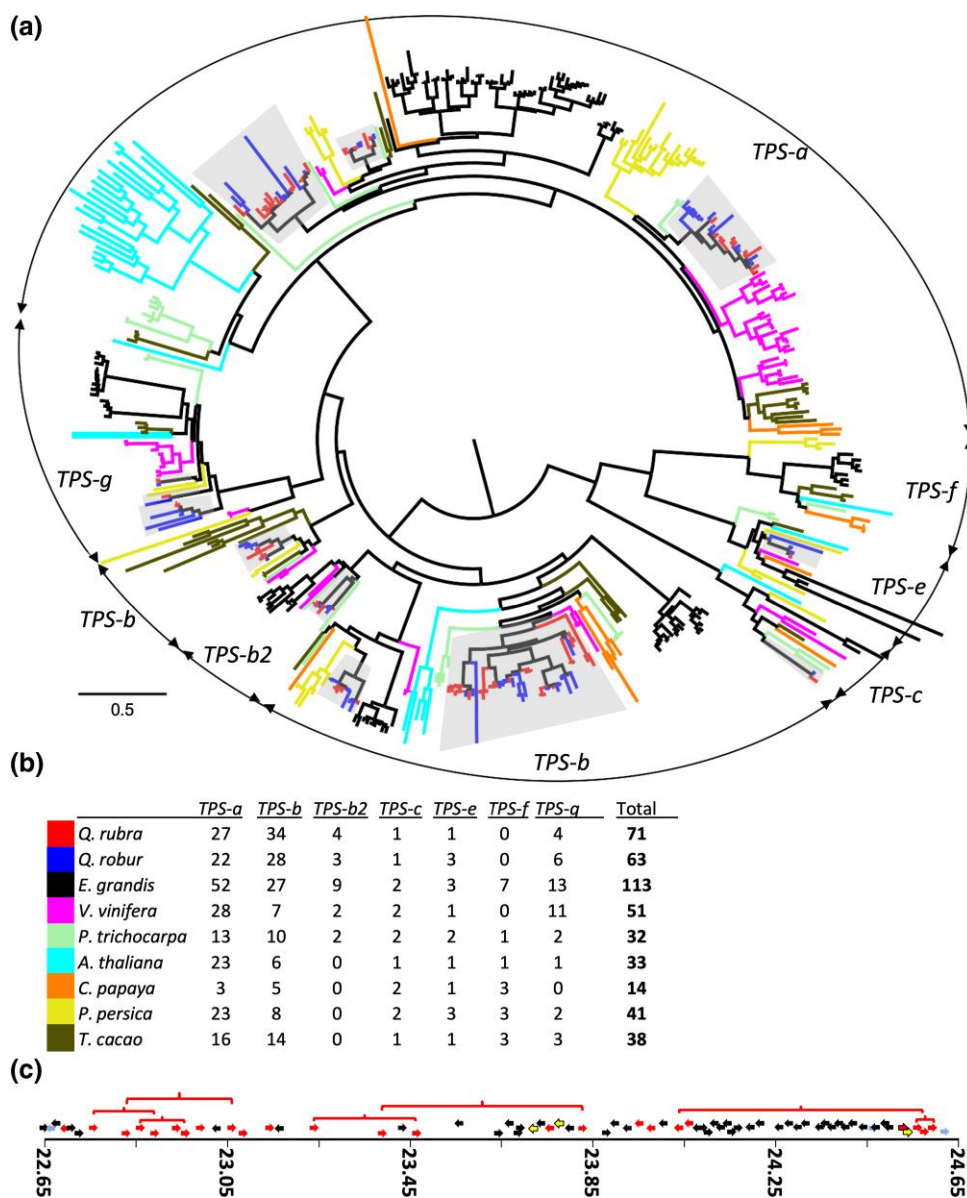 (a)
TPS-a
TPS-g
TPS-f
TPS-e
TPS-b
TPS-b2
TPS-c
0.5
TPS-b
(b)
TPS-a TPS-b TPS-b2 TPS-c TPS-e TPS-f TPS-g Total
Q. rubra 27 34 4 1 1 0 4 71
Q. robur 22 28 3 1 3 0 6 63
E. grandis 52 27 9 2 3 7 13 113
V. vinifera 28 7 2 2 1 0 11 51
P. trichocarpa 13 10 2 2 2 1 2 32
A. thaliana 23 6 0 1 1 1 1 33
C. papaya 3 5 0 2 1 3 0 14
P. persica 23 8 0 2 3 3 2 41
T. cacao 16 14 0 1 1 3 3 38
(c)
22.65 23.05 23.45 23.85 24.25 24.65